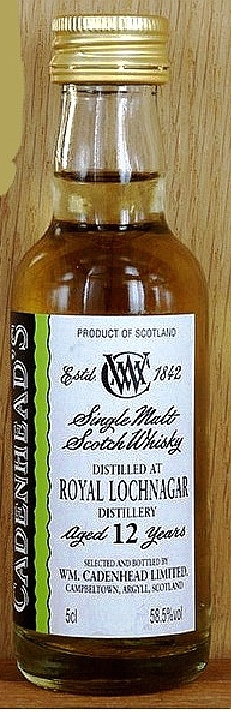 CADENHEAD'S
PRODUCT OF SCOTLAND
Estd. WMC 1842
Single Malt
Scotch Whisky
DISTILLED AT
ROYAL LOCHNAGAR
DISTILLERY
Aged 12 Years
SELECTED AND BOTTLED BY
WM. CADENHEAD LIMITED,
CAMPBELTOWN, ARGYLL, SCOTLAND
5cl 58.5%vol